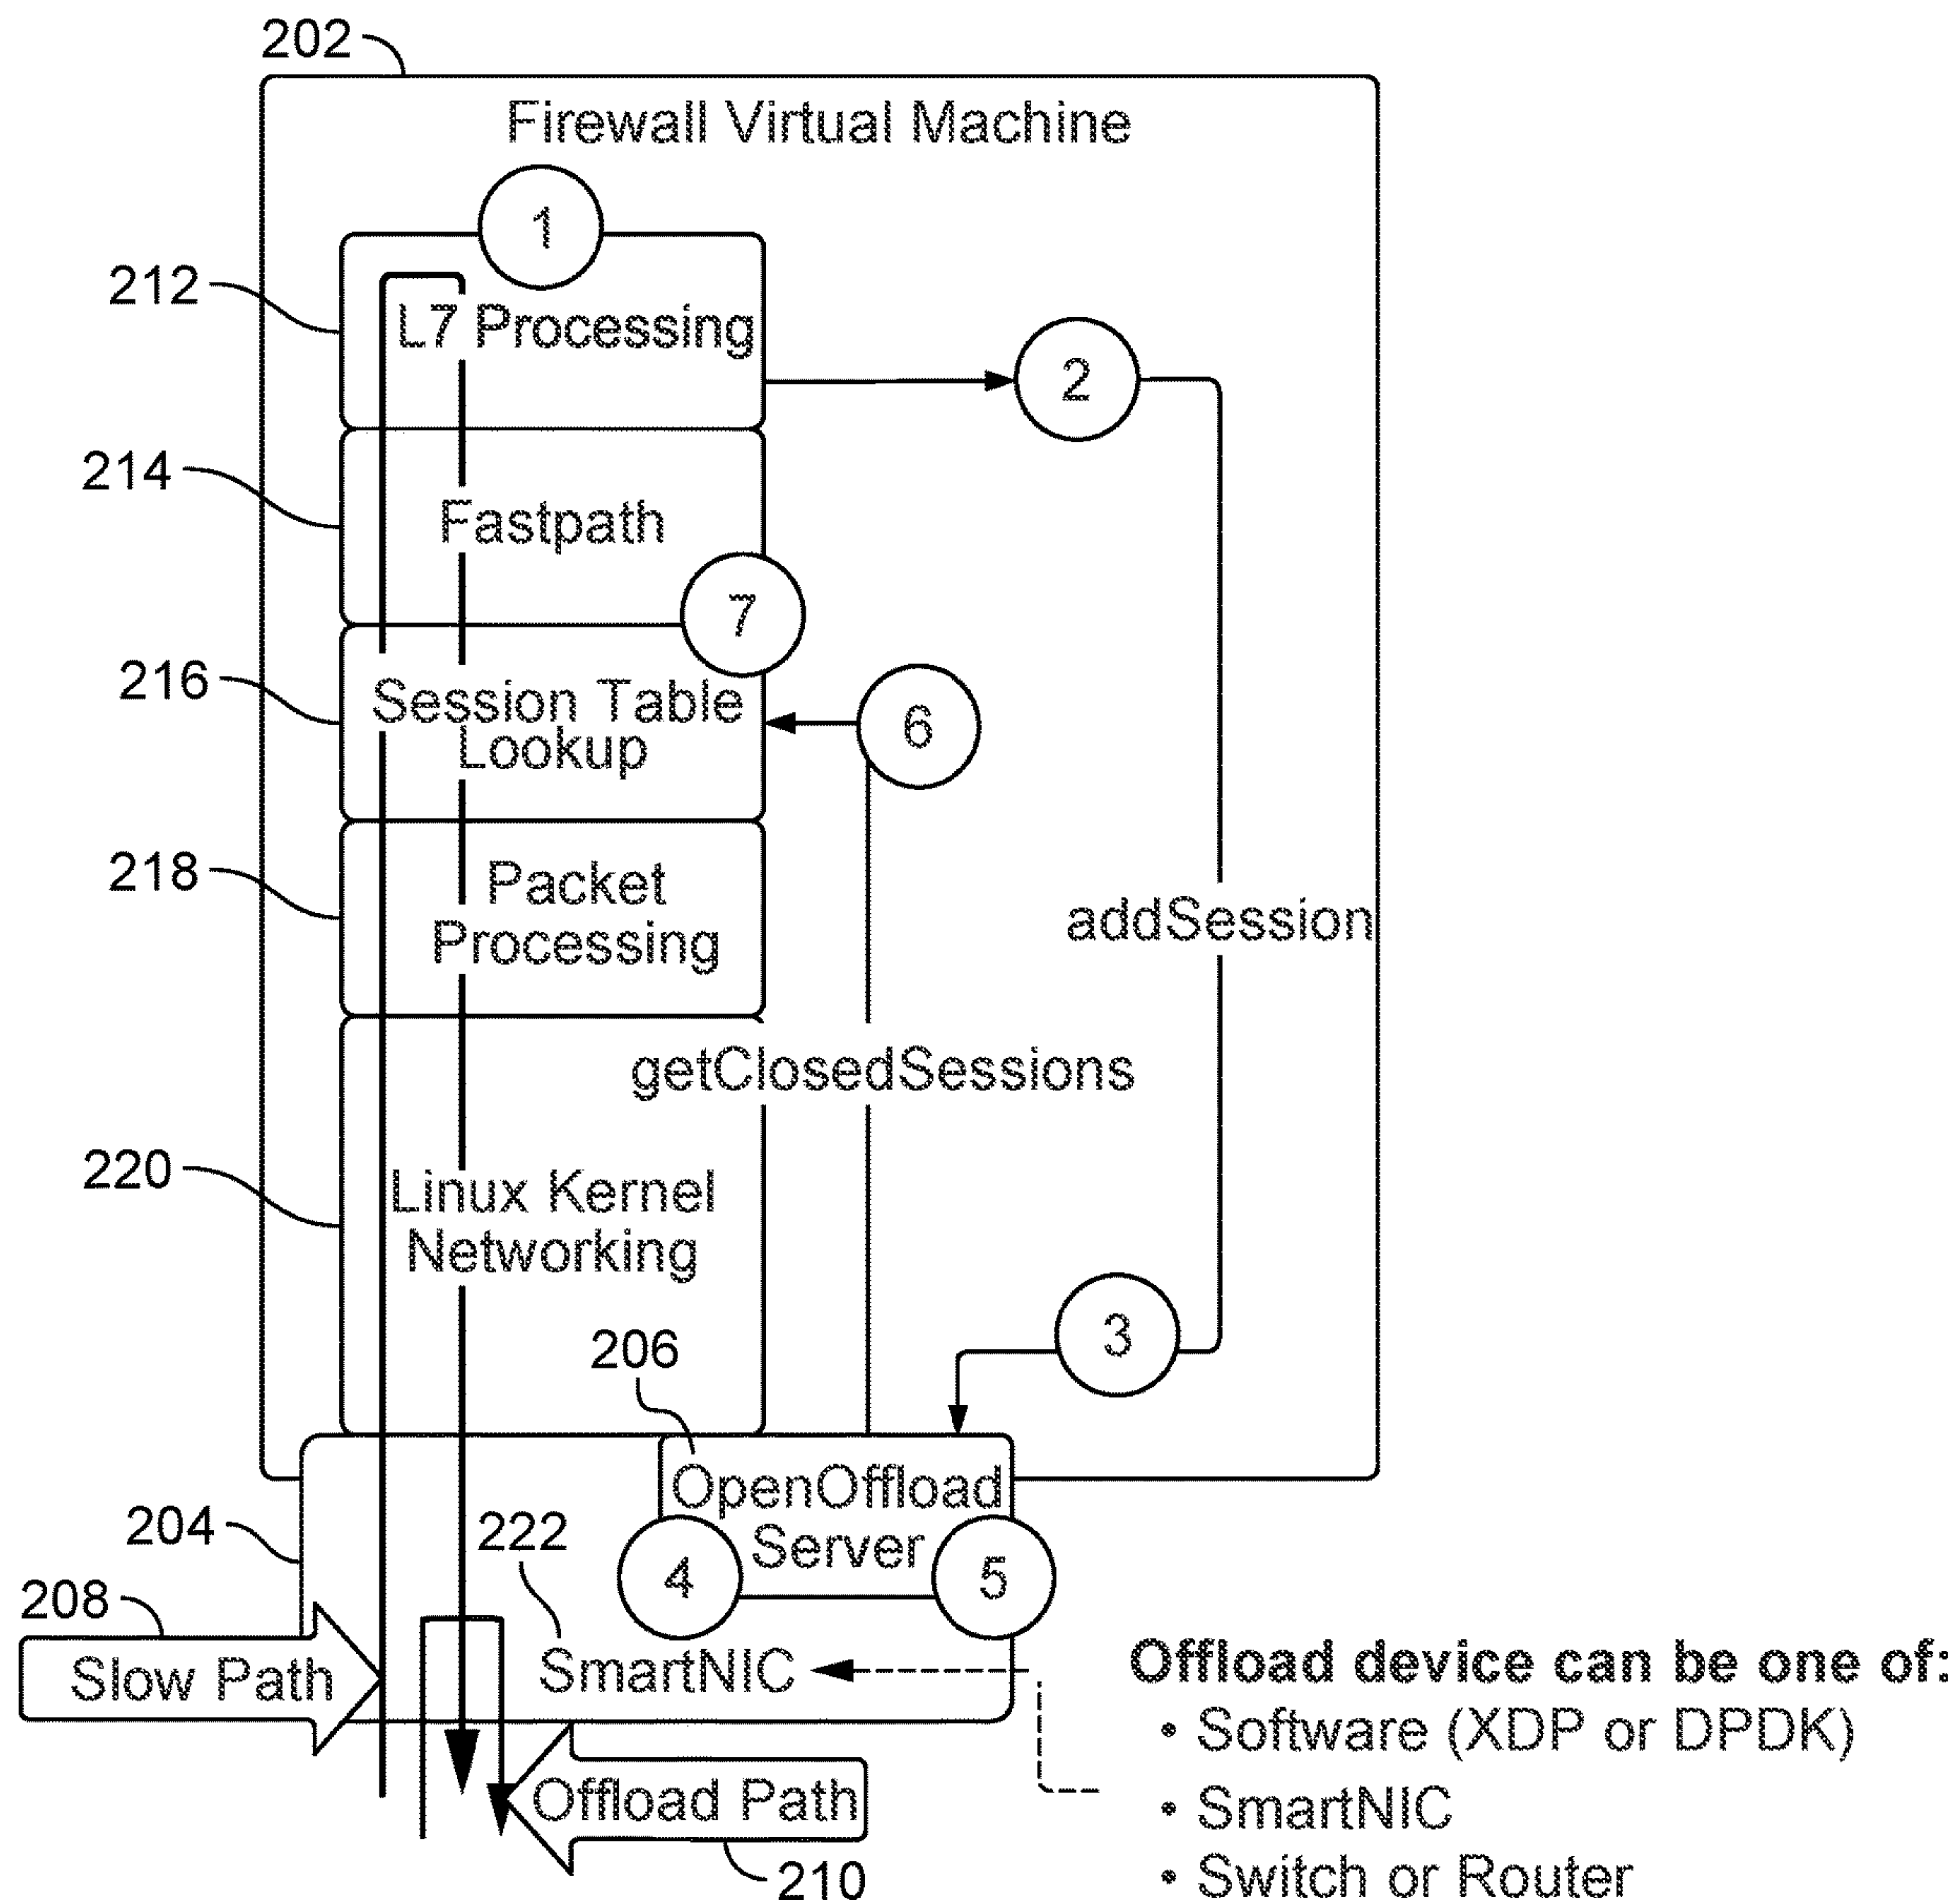 202
Firewall Virtual Machine
1
212
L7 Processing
2
214
Fastpath
7
216
Session Table
Lookup
6
218
Packet
Processing
addSession
getClosedSessions
220
Linux Kernel
Networking
3
206
OpenOffload
Server
204
222
4
5
208
Slow Path
SmartNIC
Offload Path
210
Offload device can be one of:
• Software (XDP or DPDK)
• SmartNIC
• Switch or Router